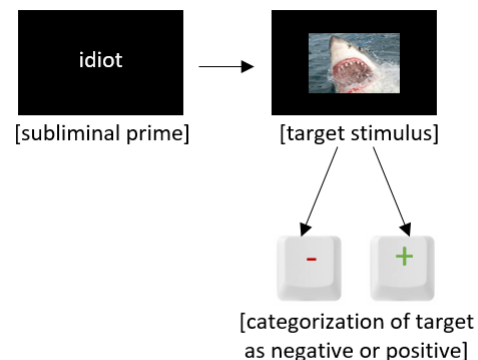 idiot
[subliminal prime]
[target stimulus]
- +
[categorization of target
as negative or positive]